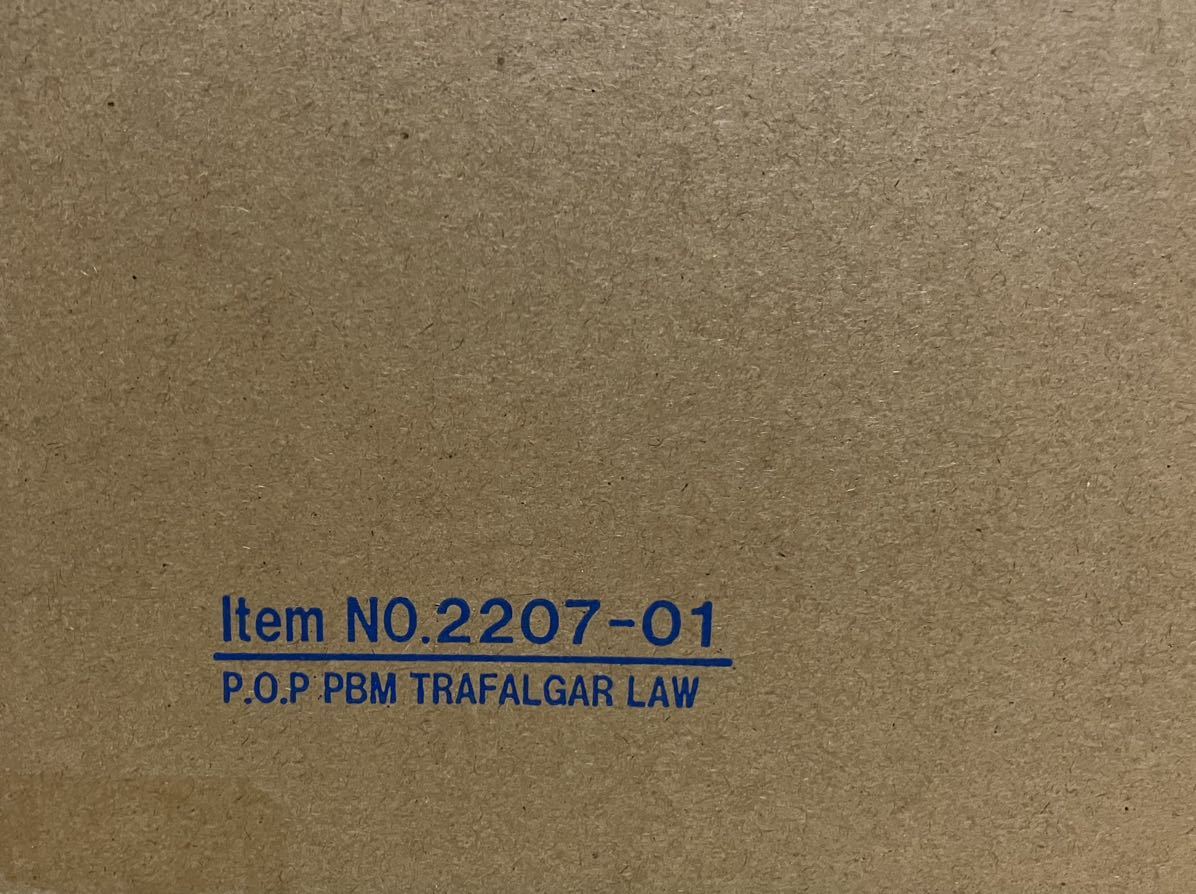 Item NO.2207-01
P.O.P PBM TRAFALGAR LAW